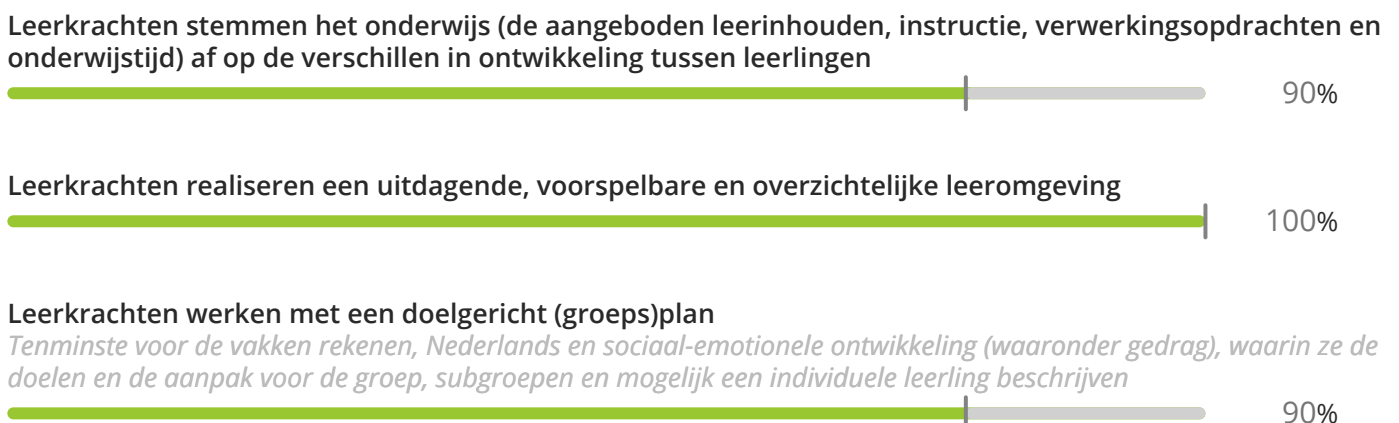 Leerkrachten stemmen het onderwijs (de aangeboden leerinhouden, instructie, verwerkingsopdrachten en
onderwijstijd) af op de verschillen in ontwikkeling tussen leerlingen
90%
Leerkrachten realiseren een uitdagende, voorspelbare en overzichtelijke leeromgeving
100%
Leerkrachten werken met een doelgericht (groeps)plan
Tenminste voor de vakken rekenen, Nederlands en sociaal-emotionele ontwikkeling (waaronder gedrag), waarin ze de
doelen en de aanpak voor de groep, subgroepen en mogelijk een individuele leerling beschrijven
90%